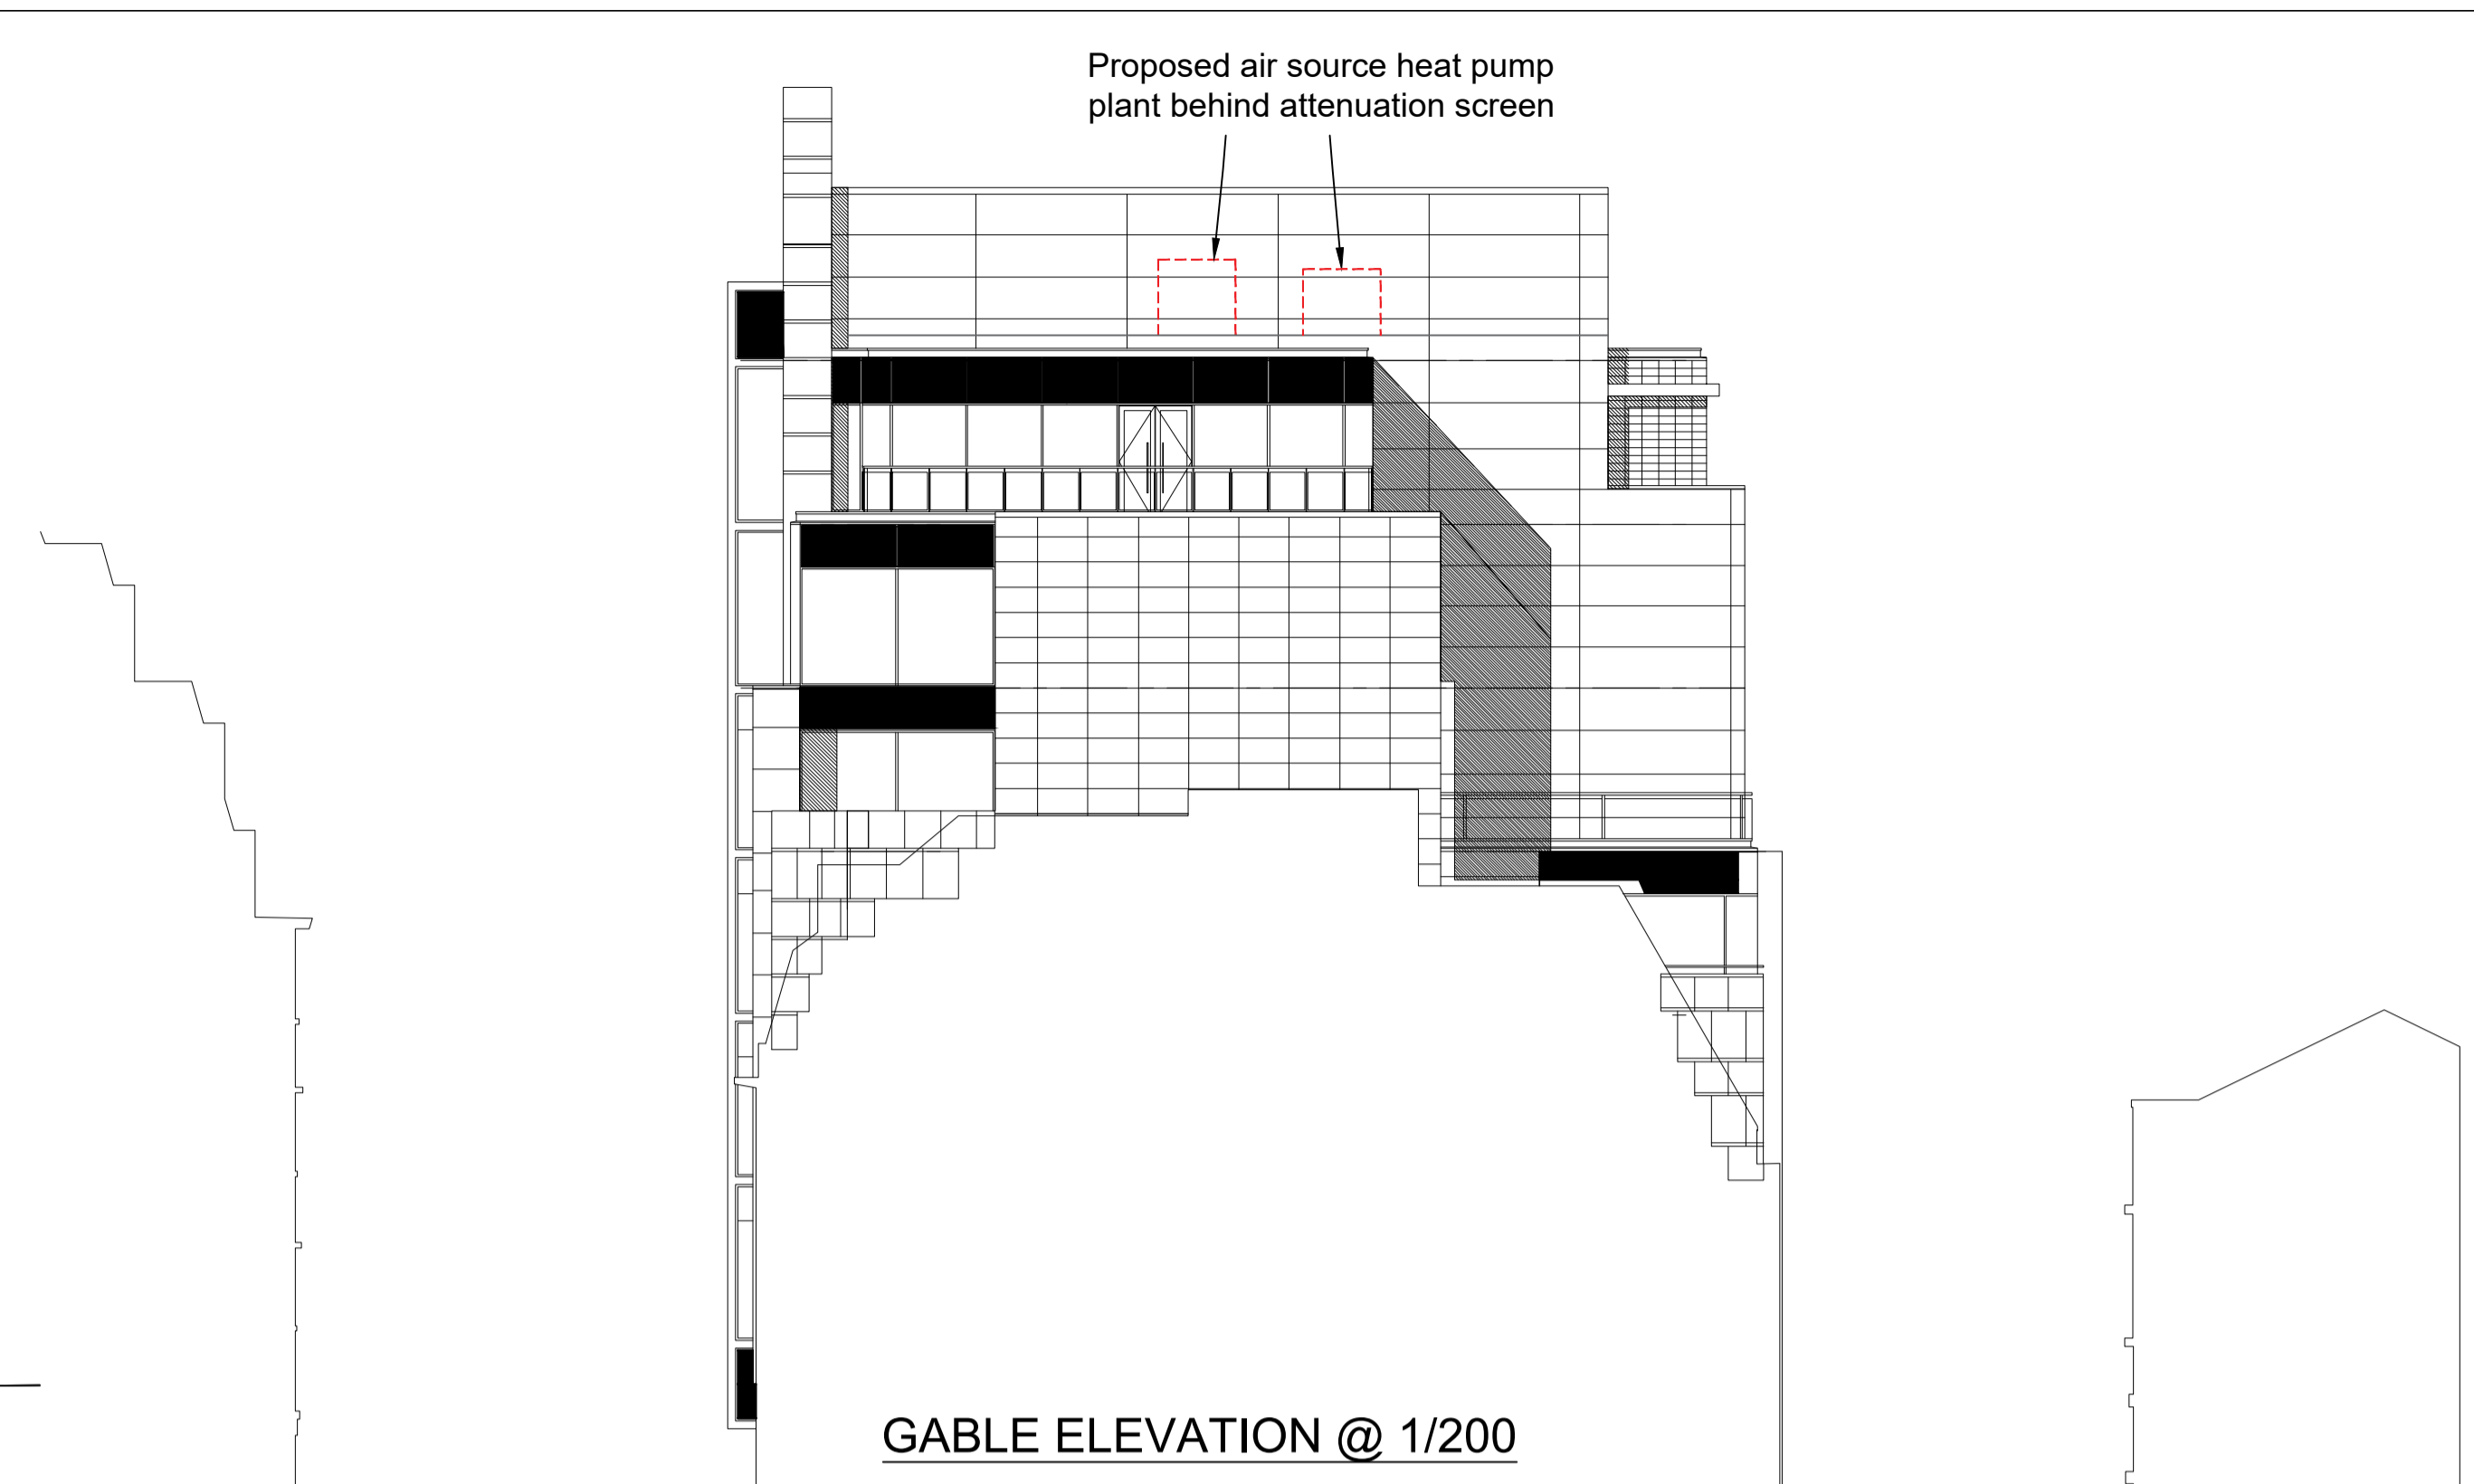 Proposed air source heat pump
plant behind attenuation screen
GABLE ELEVATION @ 1/200